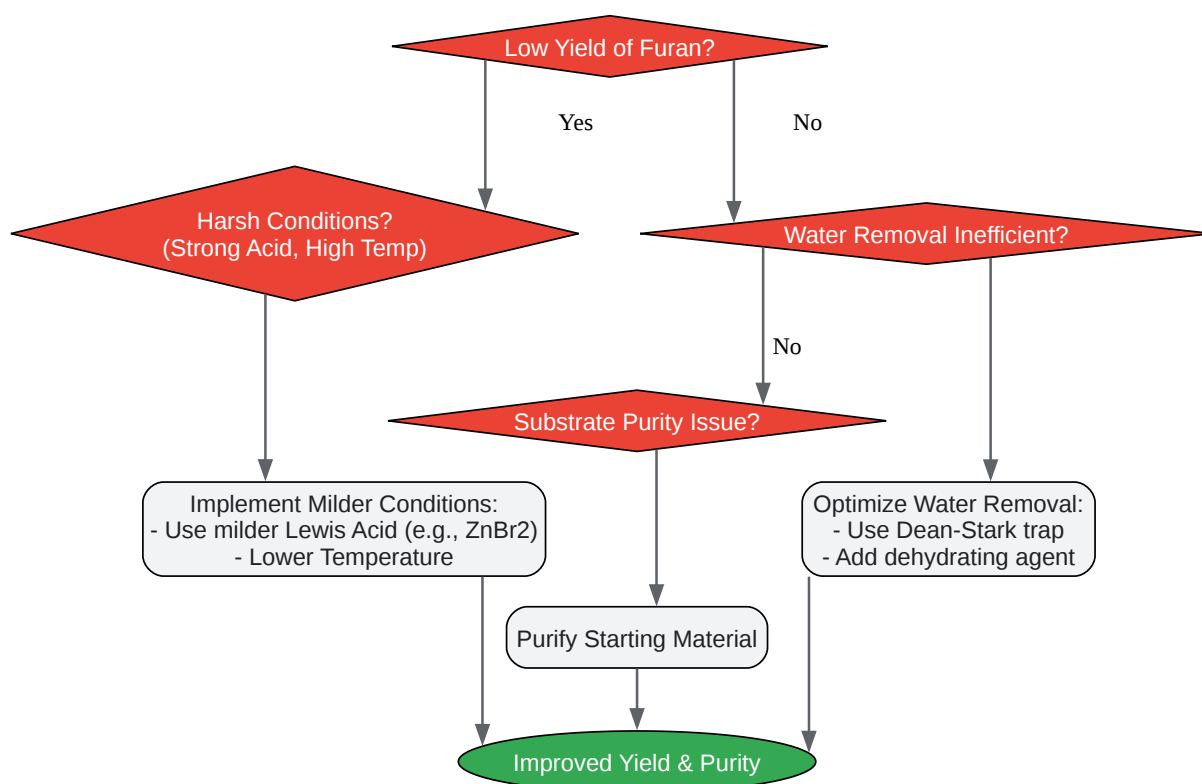 Low Yield of Furan?
Yes
No
Harsh Conditions?
(Strong Acid, High Temp)
Water Removal Inefficient?
No
Substrate Purity Issue?
Implement Milder Conditions:
- Use milder Lewis Acid (e.g., ZnBr2)
- Lower Temperature
Optimize Water Removal:
- Use Dean-Stark trap
- Add dehydrating agent
Purify Starting Material
Improved Yield & Purity